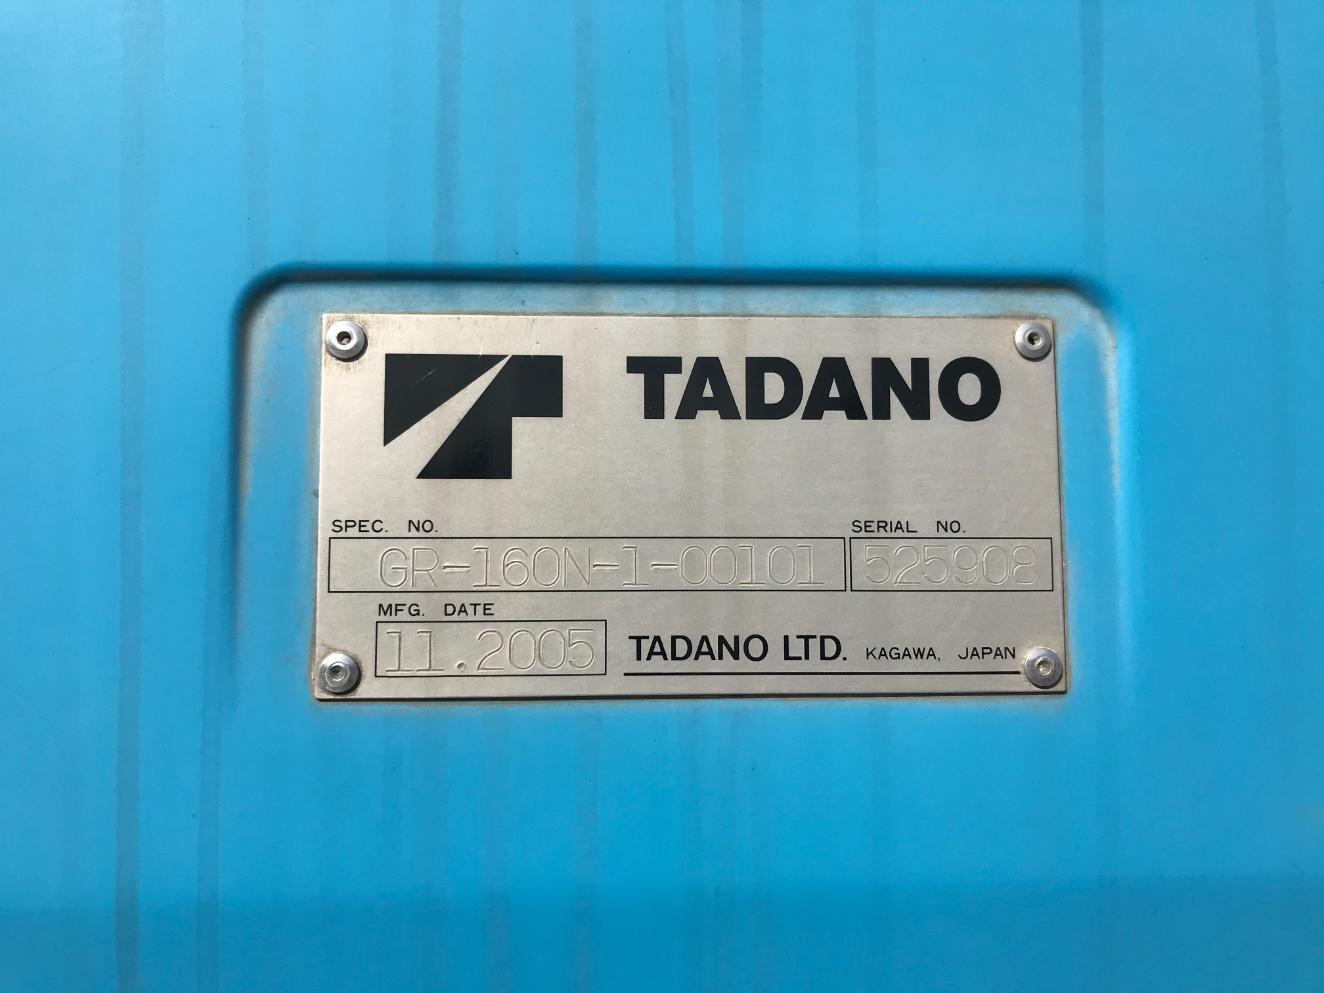 TADANO
SPEC. NO. SERIAL NO.
GR-160N-1-00101 525908
MFG. DATE
11.2005 TADANO LTD. KAGAWA, JAPAN